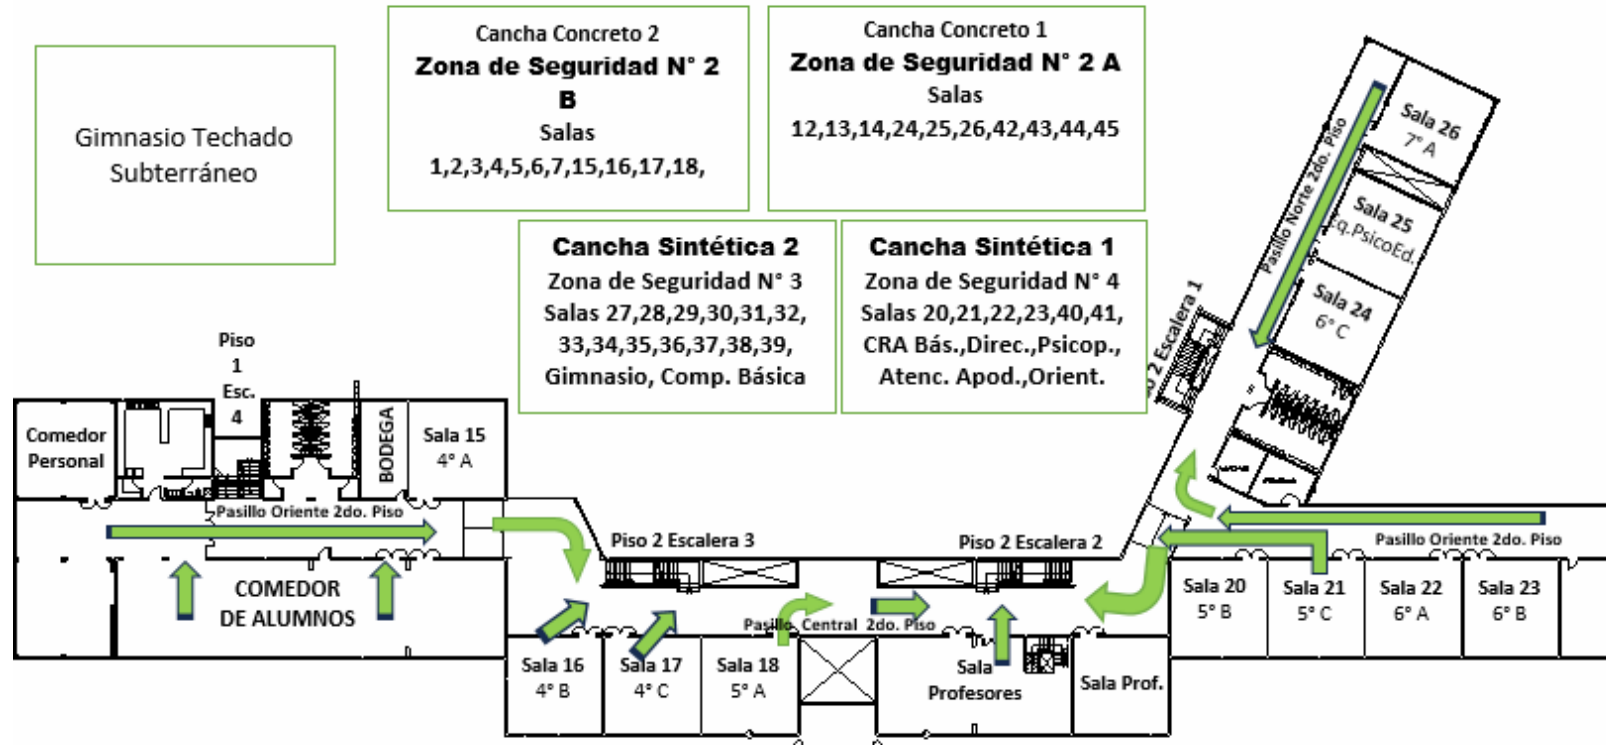 Gimnasio Techado
Subterráneo
Cancha Concreto 2
Zona de Seguridad N° 2
B
Salas
1,2,3,4,5,6,7,15,16,17,18,
Cancha Concreto 1
Zona de Seguridad N° 2 A
Salas
12,13,14,24,25,26,42,43,44,45
Cancha Sintética 2
Zona de Seguridad N° 3
Salas 27,28,29,30,31,32,
33,34,35,36,37,38,39,
Gimnasio, Comp. Básica
Cancha Sintética 1
Zona de Seguridad N° 4
Salas 20,21,22,23,40,41,
CRA Bás.,Direc.,Psicop.,
Atenc. Apod.,Orient.
Sala 26
7° A
Pasillo Norte 2do. Piso
Sala 25
Eq.PsicoEd.
Sala 24
6° C
o 2 Escalera 1
Piso
1
Esc.
4
Comedor
Personal
BODEGA
Sala 15
4° A
Pasillo Oriente 2do. Piso
COMEDOR
DE ALUMNOS
Piso 2 Escalera 3
Piso 2 Escalera 2
Pasillo Central 2do. Piso
Pasillo Oriente 2do. Piso
Sala 16
4° B
Sala 17
4° C
Sala 18
5° A
Sala
Profesores
Sala Prof.
Sala 20
5° B
Sala 21
5° C
Sala 22
6° A
Sala 23
6° B